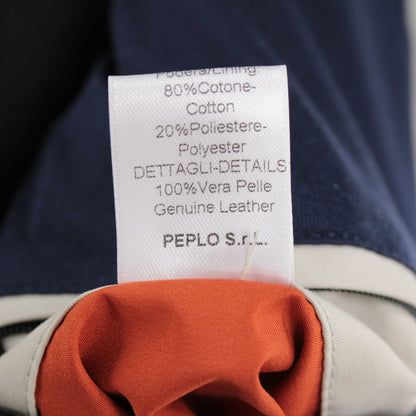 Fodera/Lining:
80%Cotone-
Cotton
20%Poliestere-
Polyester
DETTAGLI-DETAILS
100%Vera Pelle
Genuine Leather
PEPLO S.r.L.